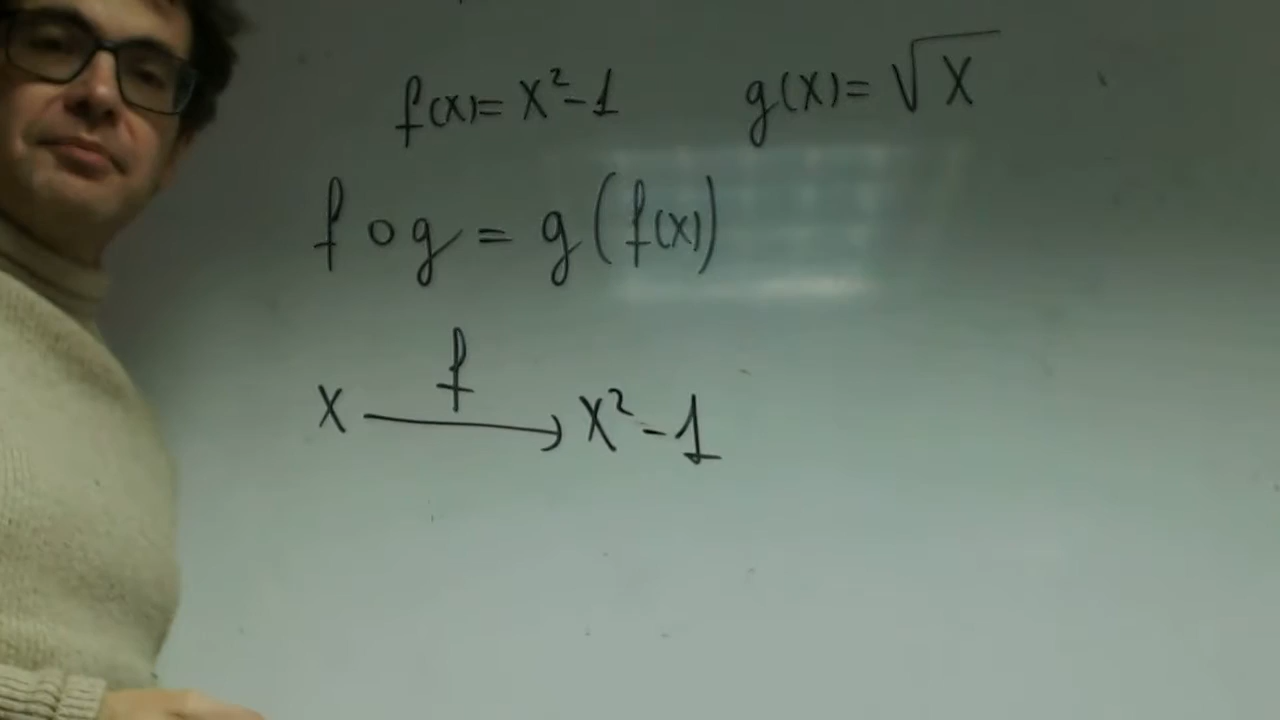 f(x)= x²-1 g(x)= √x
f o g = g(f(x))
f
x → x²-1